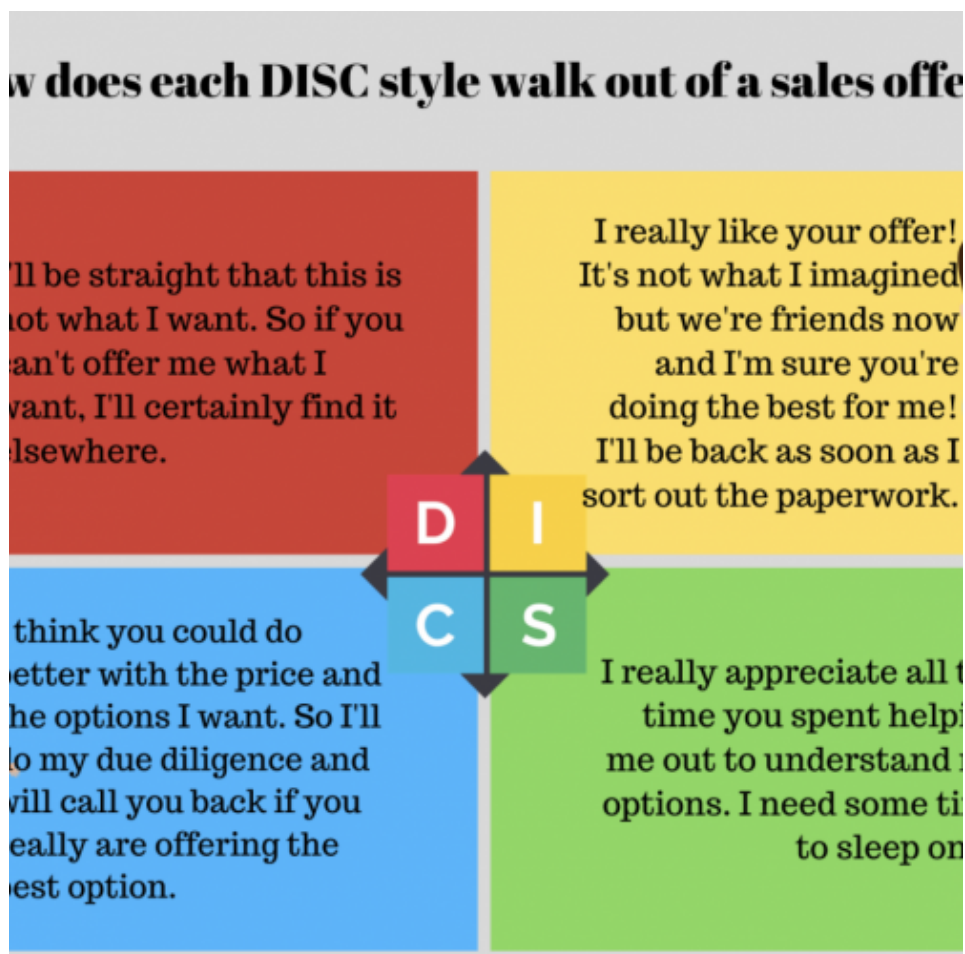 w does each DISC style walk out of a sales offe
'll be straight that this is
not what I want. So if you
can't offer me what I
want, I'll certainly find it
elsewhere.
I really like your offer!
It's not what I imagined
but we're friends now
and I'm sure you're
doing the best for me!
I'll be back as soon as I
sort out the paperwork.
D I
C S
think you could do
better with the price and
the options I want. So I'll
do my due diligence and
will call you back if you
really are offering the
best option.
I really appreciate all t
time you spent helpi
me out to understand
options. I need some ti
to sleep on